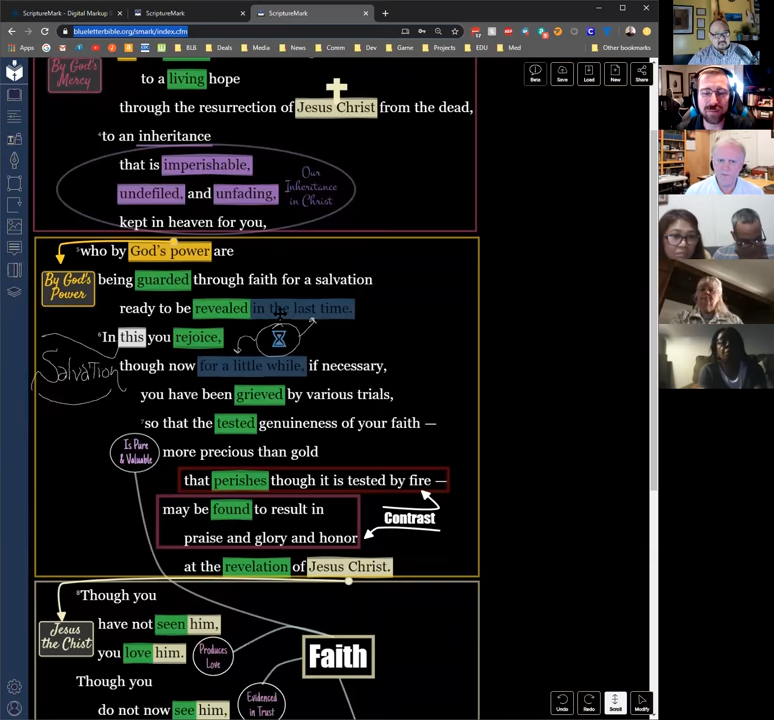 ScriptureMark - Digital Markup S
ScriptureMark
ScriptureMark
blueletterbible.org/smark/index.cfm
Apps
BLB
Deals
Media
News
Comm
Dev
Game
Projects
EDU
Med
Other bookmarks
Beta
Save
Load
New
Share
By God's
Mercy
to a living hope
through the resurrection of Jesus Christ from the dead,
4to an inheritance
that is imperishable,
undefiled, and unfading,
kept in heaven for you,
Our
Inheritance
in Christ
5who by God's power are
By God's
Power
being guarded through faith for a salvation
ready to be revealed in the last time.
6In this you rejoice,
Salvation
though now for a little while, if necessary,
you have been grieved by various trials,
7so that the tested genuineness of your faith —
Is Pure
& Valuable
more precious than gold
that perishes though it is tested by fire —
may be found to result in
Contrast
praise and glory and honor
at the revelation of Jesus Christ.
8Though you
Jesus
the Chist
have not seen him,
you love him.
Produces
Love
Faith
Though you
Evidenced
in Trust
do not now see him,
Undo
Redo
Scroll
Modify